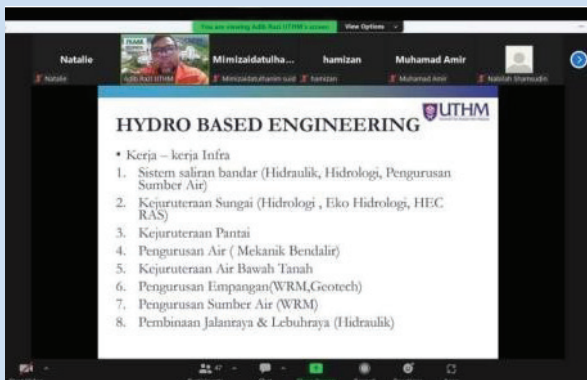 You are viewing Adib Razi UTHM's screen View Options
Natalie Mimizaidatulha... hamizan Muhamad Amir
Natalie Adib Razi UTHM Mimizaidatulhanim suid hamizan Muhamad Amir Nabilah Shamsudin
UTHM
HYDRO BASED ENGINEERING
• Kerja – kerja Infra
1. Sistem saliran bandar (Hidraulik, Hidrologi, Pengurusan
Sumber Air)
2. Kejuruteraan Sungai (Hidrologi , Eko Hidrologi, HEC
RAS)
3. Kejuruteraan Pantai
4. Pengurusan Air ( Mekanik Bendalir)
5. Kejuruteraan Air Bawah Tanah
6. Pengurusan Empangan(WRM,Geotech)
7. Pengurusan Sumber Air (WRM)
8. Pembinaan Jalanraya & Lebuhraya (Hidraulik)
47